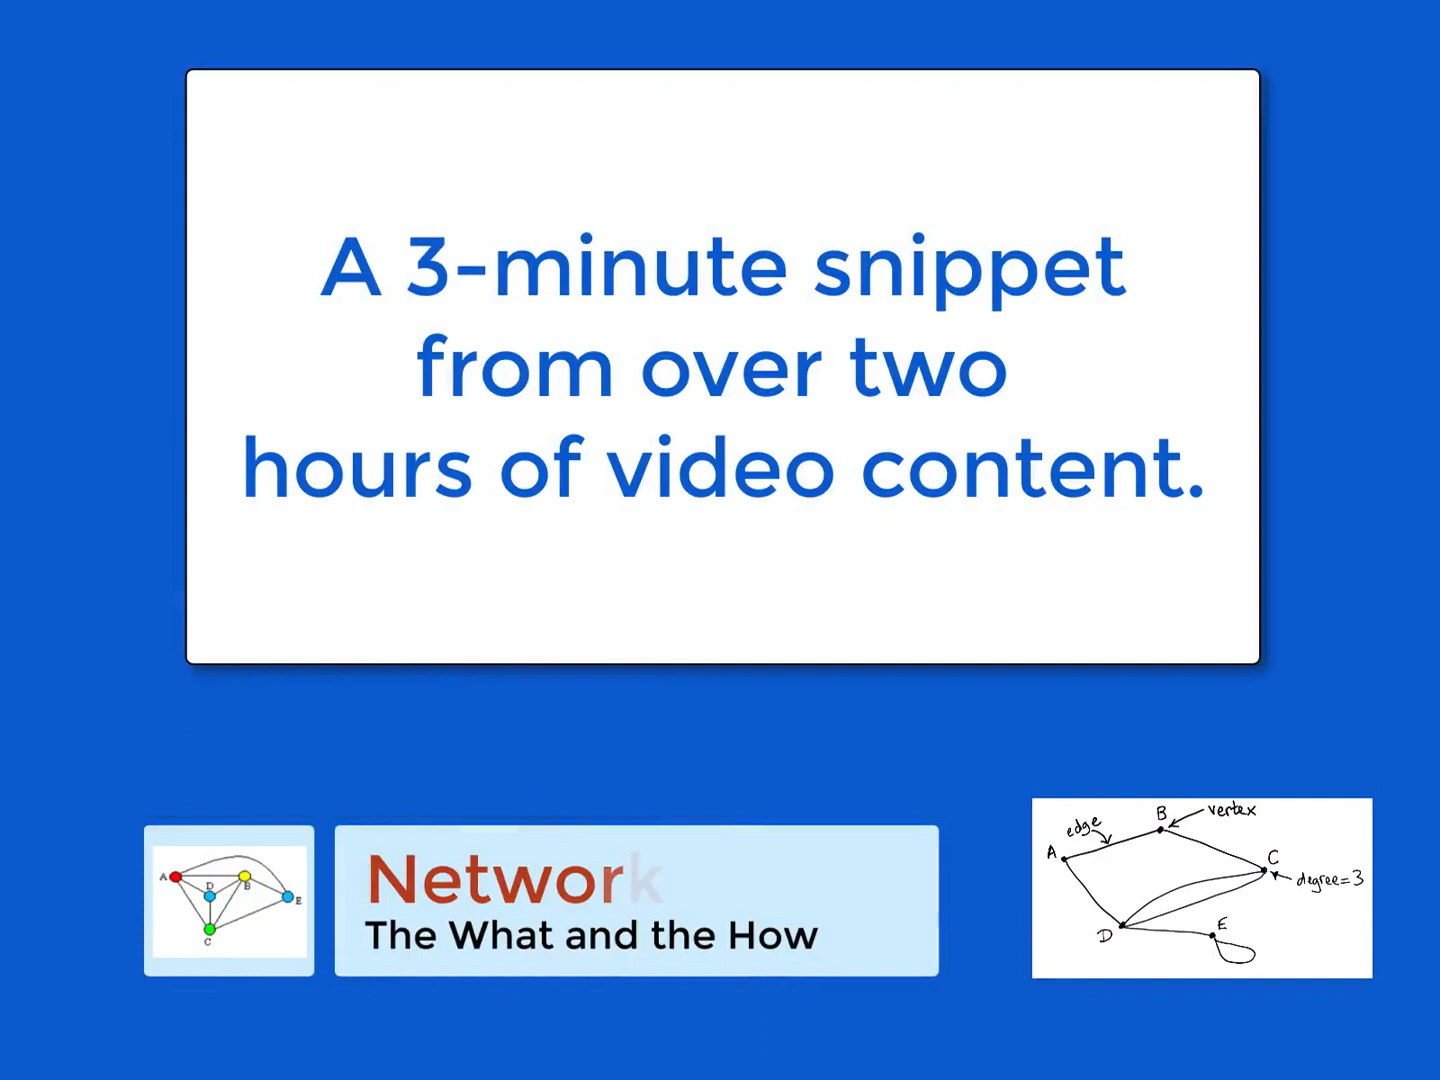 A 3-minute snippet
from over two
hours of video content.
A
D
B
E
C
Network
The What and the How
edge
B
vertex
A
C
degree=3
D
E